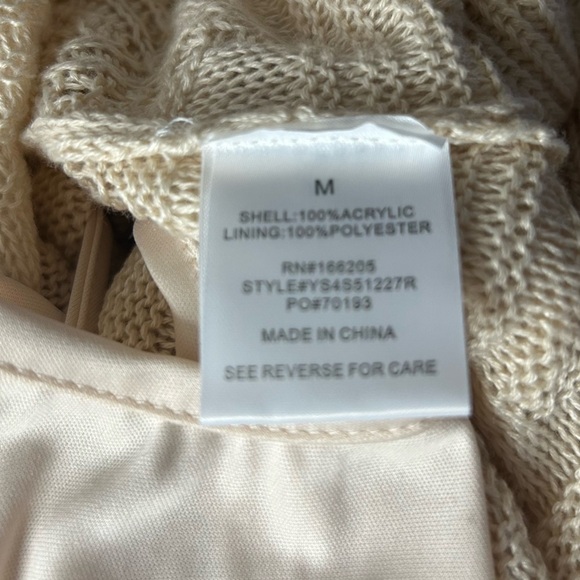 M
SHELL:100%ACRYLIC
LINING:100%POLYESTER
RN#166205
STYLE#YS4S51227R
PO#70193
MADE IN CHINA
SEE REVERSE FOR CARE